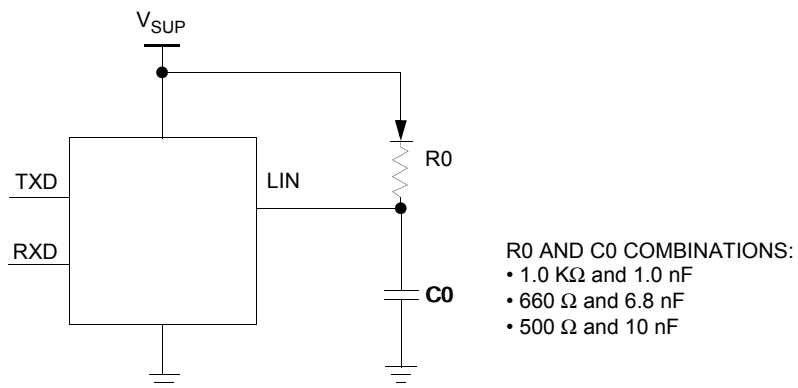 VSUP
R0
TXD
LIN
RXD
C0
R0 AND C0 COMBINATIONS:
• 1.0 KΩ and 1.0 nF
• 660 Ω and 6.8 nF
• 500 Ω and 10 nF